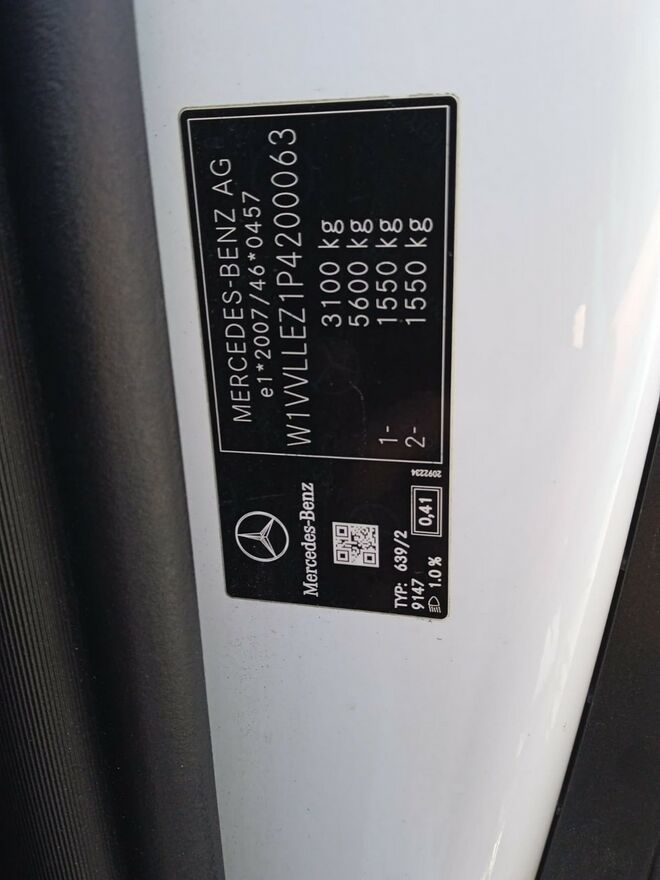 MERCEDES-BENZ AG
e1*2007/46*0457
W1VVLLEZ1P4200063
3100 kg
5600 kg
1- 1550 kg
2- 1550 kg
Mercedes-Benz
TYP: 639/2
9147
1.0 %
0,41
2092234